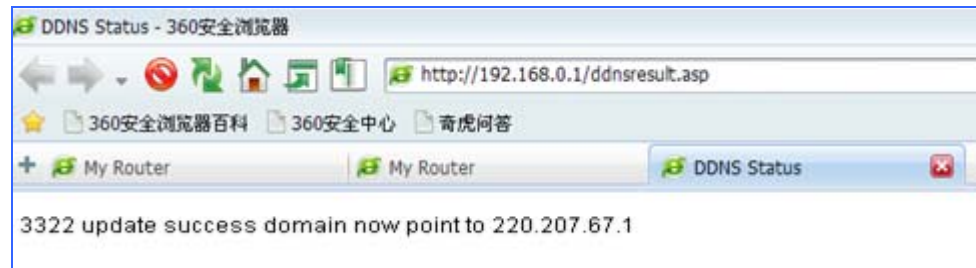 DDNS Status - 360安全浏览器
http://192.168.0.1/ddnsresult.asp
360安全浏览器百科 360安全中心 奇虎问答
My Router My Router DDNS Status
3322 update success domain now point to 220.207.67.1